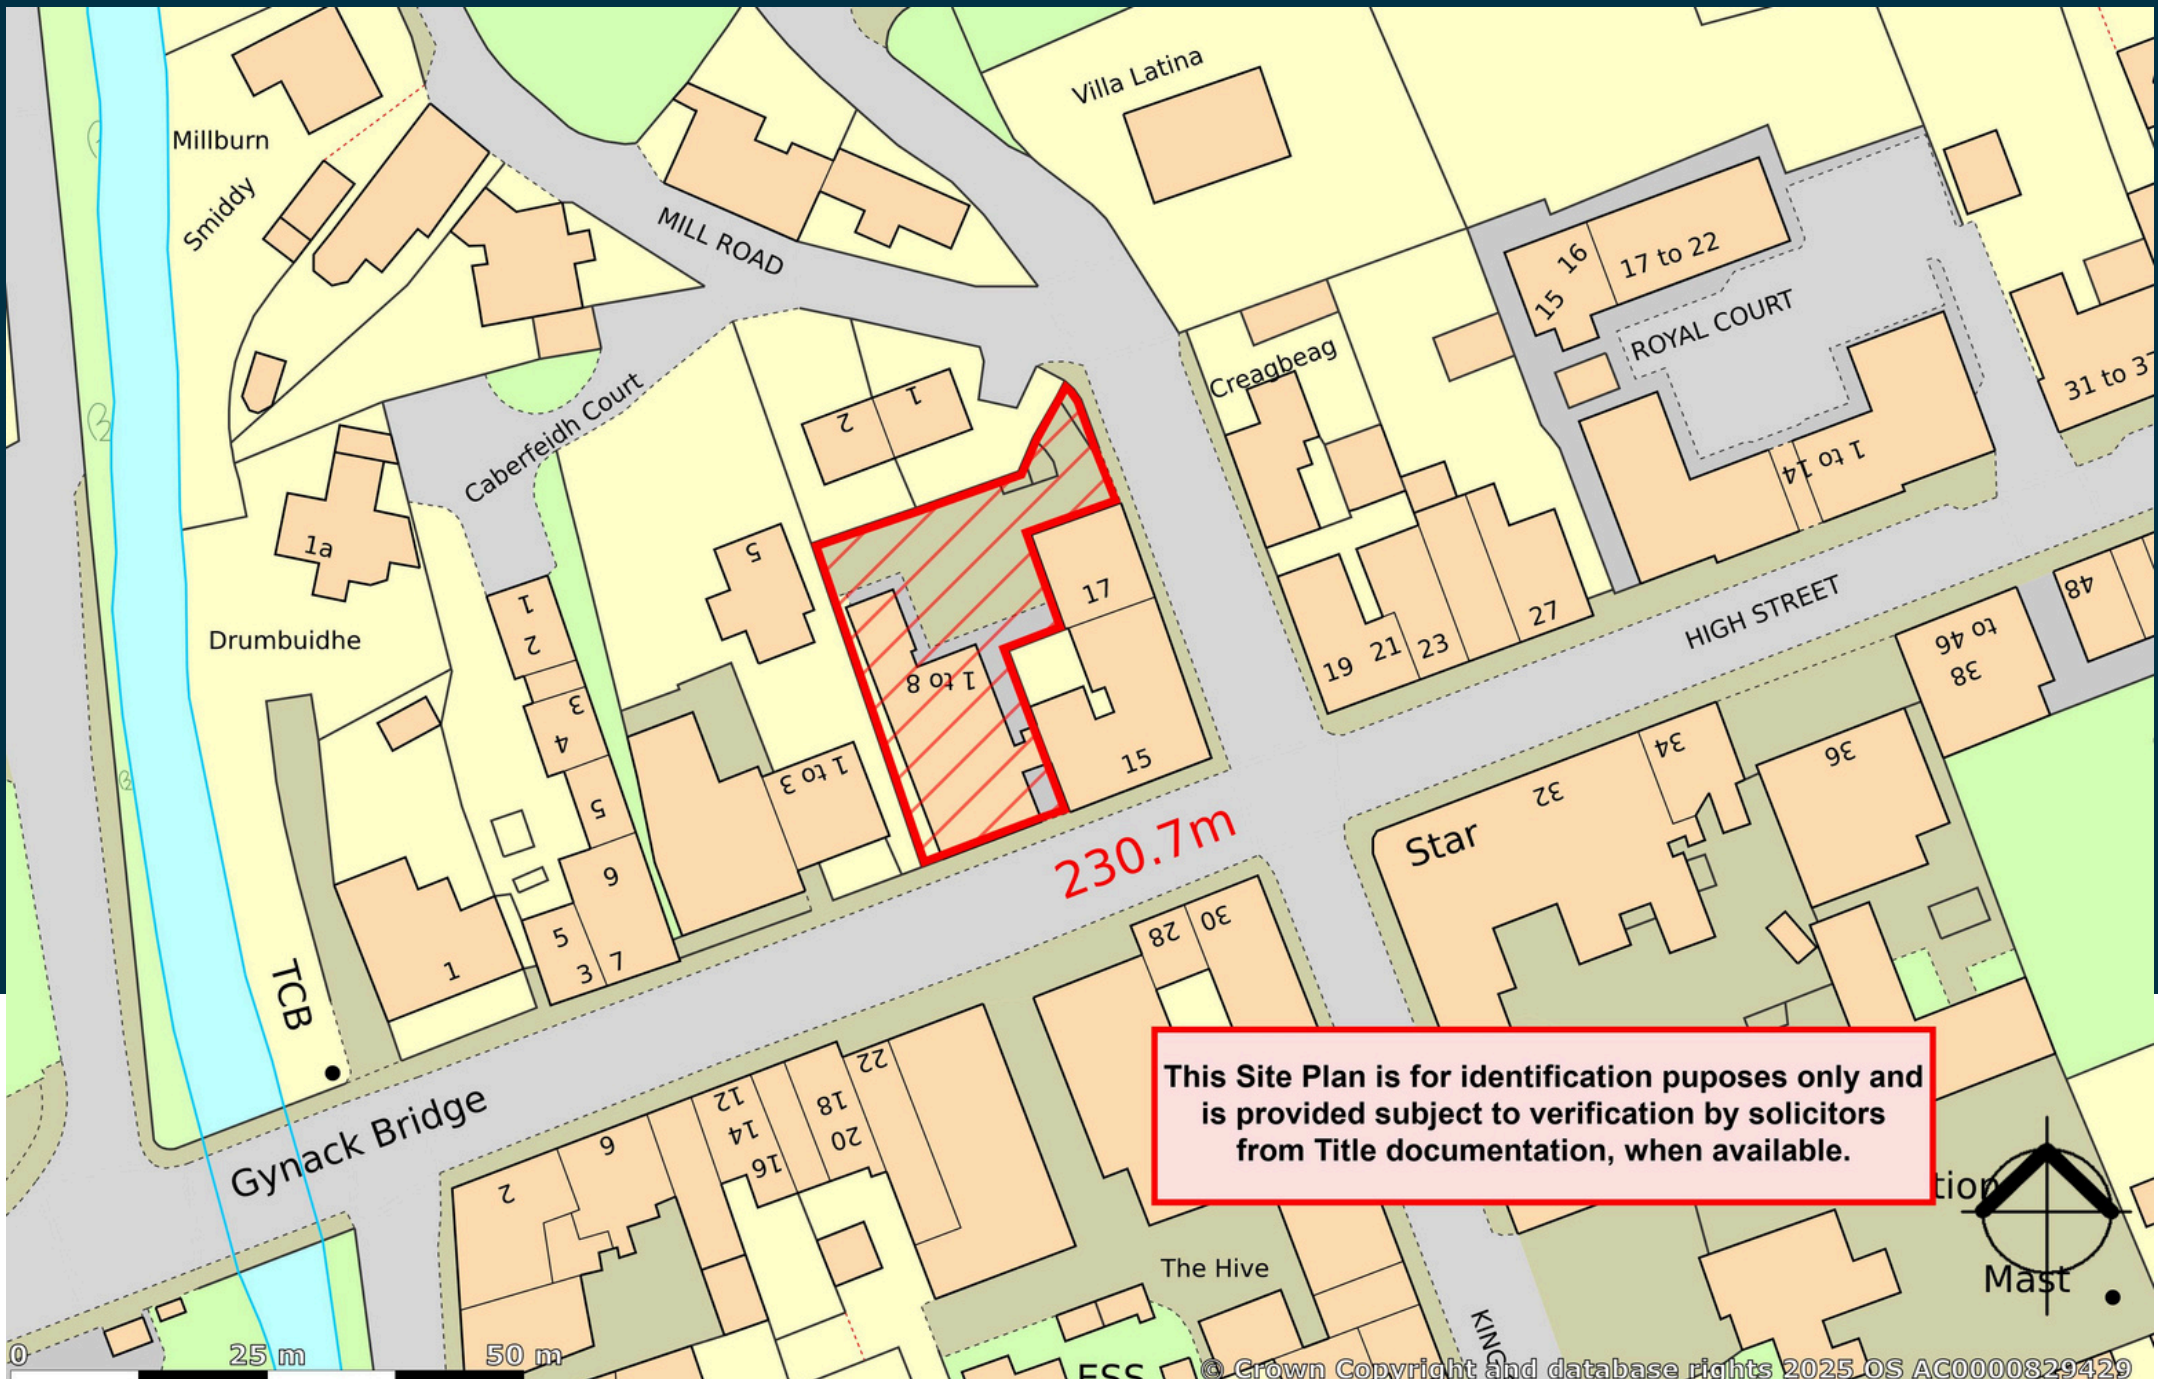 Villa Latina
Millburn
Smiddy
MILL ROAD
16
15
17 to 22
ROYAL COURT
Creagbeag
31 to 3
Caberfeidh Court
2
1
1 to 14
1a
5
17
Drumbuidhe
1
2
3
4
5
6
1 to 8
19
21
23
27
HIGH STREET
48
38
to 46
1 to 3
15
34
36
32
Star
230.7m
28
30
TCB
1
5
3
7
Gynack Bridge
2
6
12
14
16
18
20
22
This Site Plan is for identification puposes only and
is provided subject to verification by solicitors
from Title documentation, when available.
tion
Mast
The Hive
KING
ESS
0
25 m
50 m
© Crown Copyright and database rights 2025 OS AC0000829429